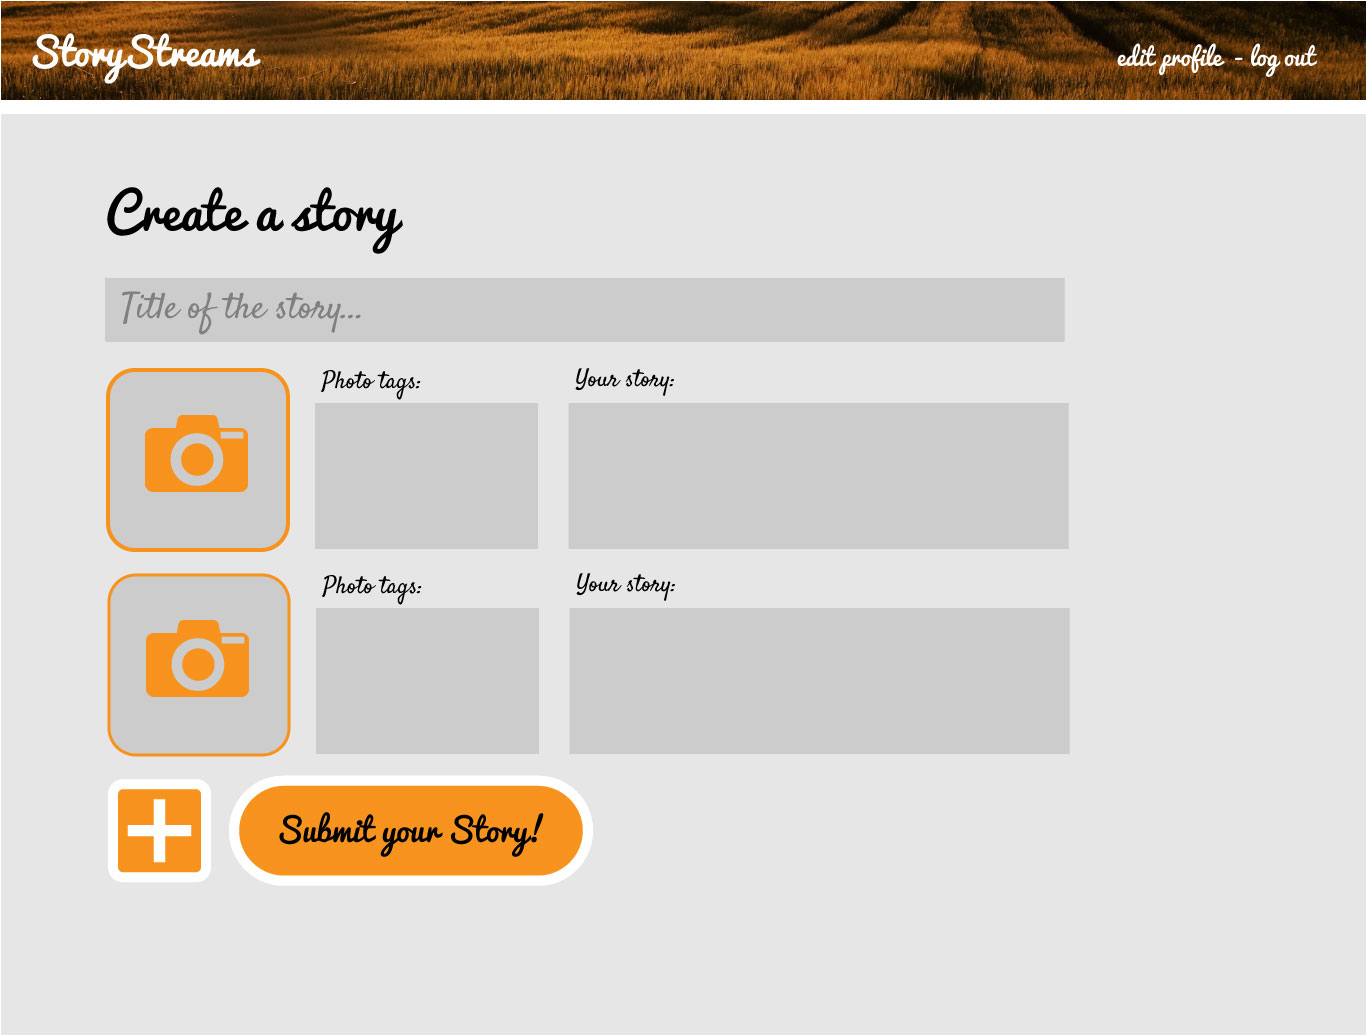 StoryStreams
edit profile - log out
Create a story
Title of the story...
Photo tags:
Your story:
Photo tags:
Your story:
Submit your Story!